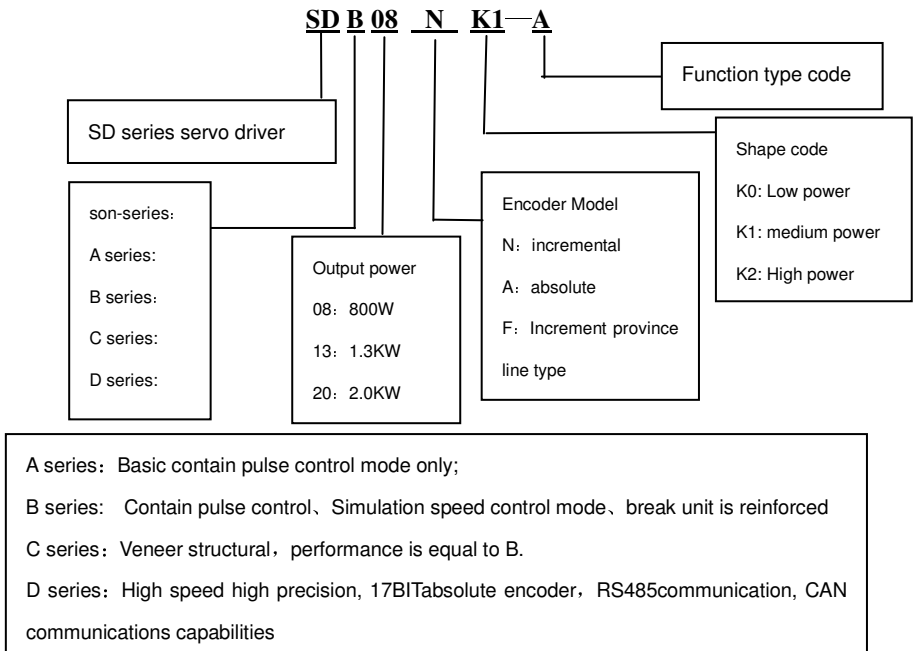 SD B 08 N K1—A
Function type code
SD series servo driver
Shape code
K0: Low power
K1: medium power
K2: High power
son-series：
A series:
B series:
C series:
D series:
Encoder Model
N：incremental
A：absolute
F：Increment province
line type
Output power
08：800W
13：1.3KW
20：2.0KW
A series：Basic contain pulse control mode only;
B series:  Contain pulse control、Simulation speed control mode、break unit is reinforced
C series：Veneer structural，performance is equal to B.
D series：High speed high precision, 17BITabsolute encoder，RS485communication, CAN
communications capabilities